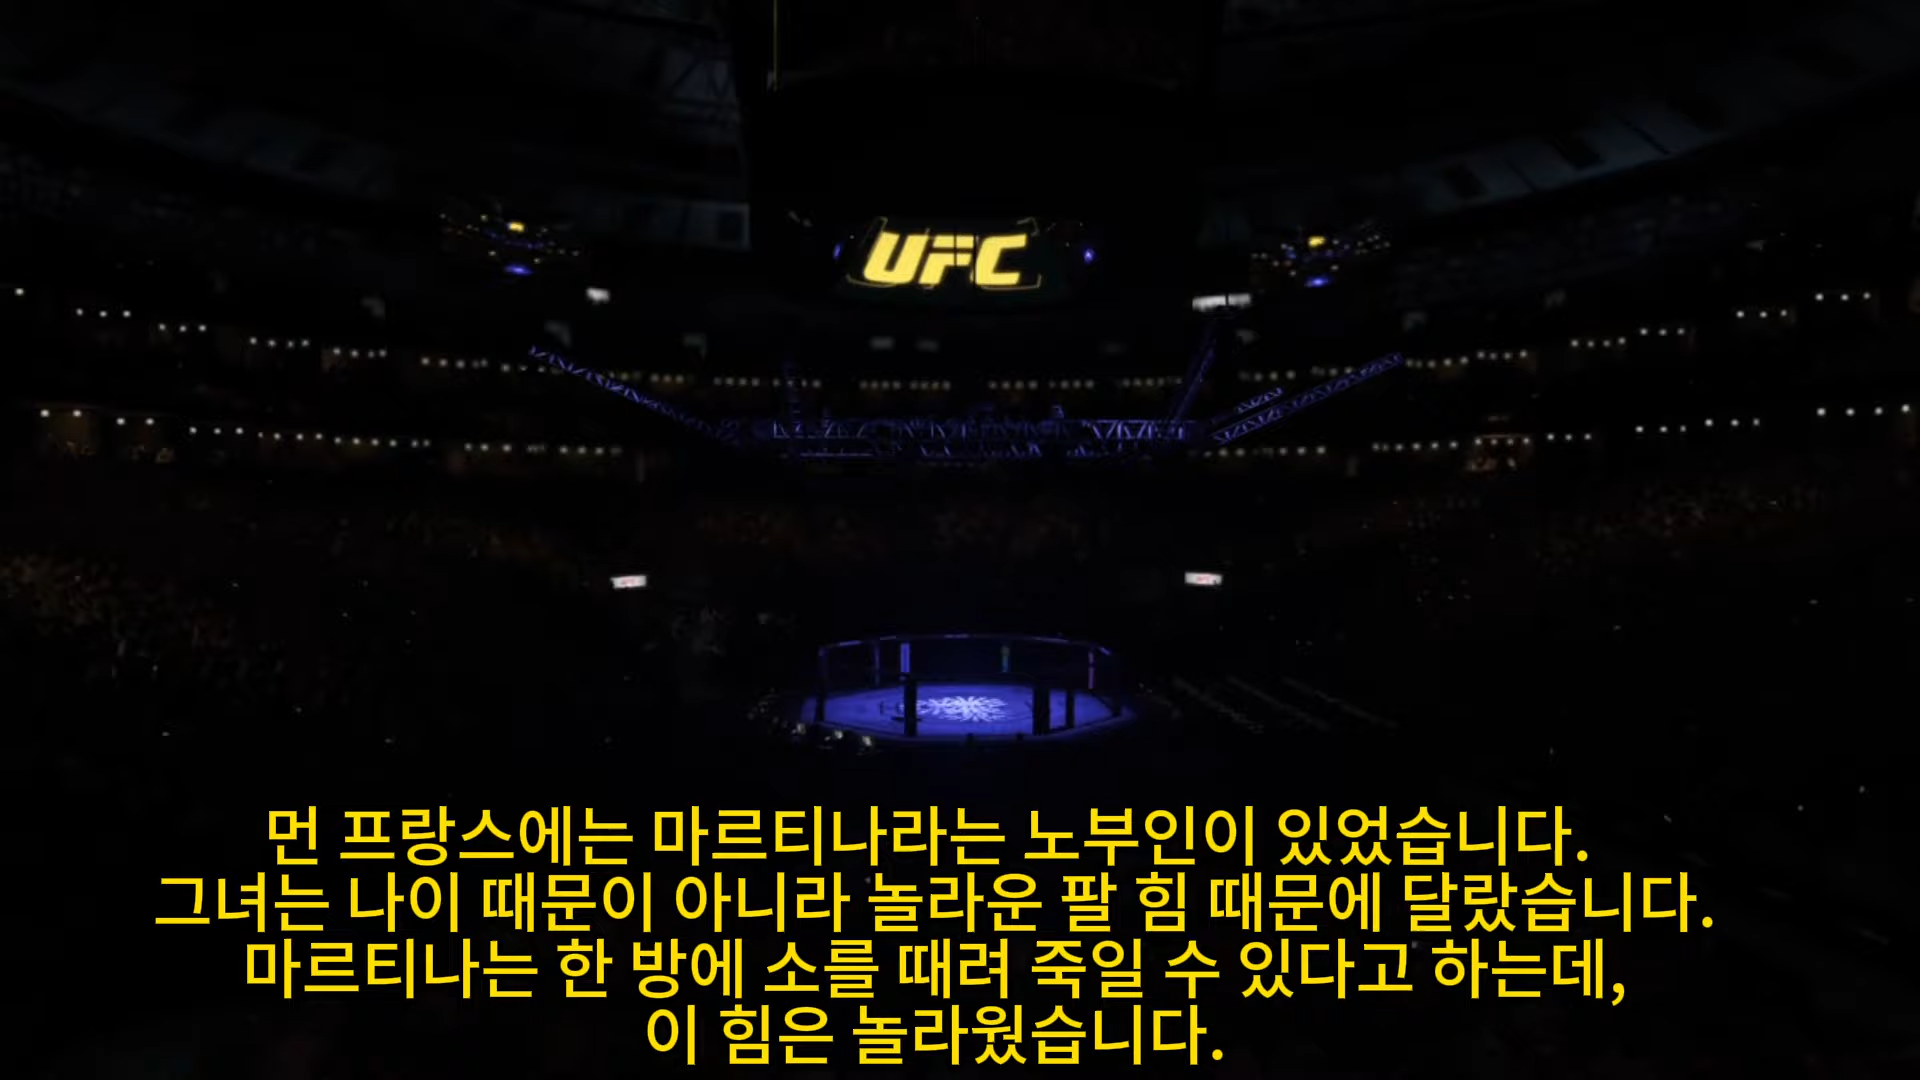 UFC
먼 프랑스에는 마르티나라는 노부인이 있었습니다.
그녀는 나이 때문이 아니라 놀라운 팔 힘 때문에 달랐습니다.
마르티나는 한 방에 소를 때려 죽일 수 있다고 하는데,
이 힘은 놀라웠습니다.